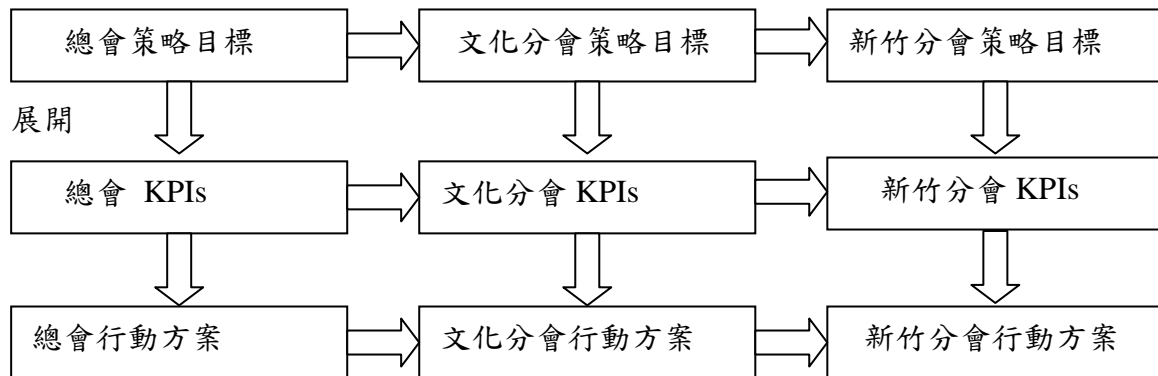 總會策略目標
文化分會策略目標
新竹分會策略目標
展開
總會 KPIs
文化分會 KPIs
新竹分會 KPIs
總會行動方案
文化分會行動方案
新竹分會行動方案